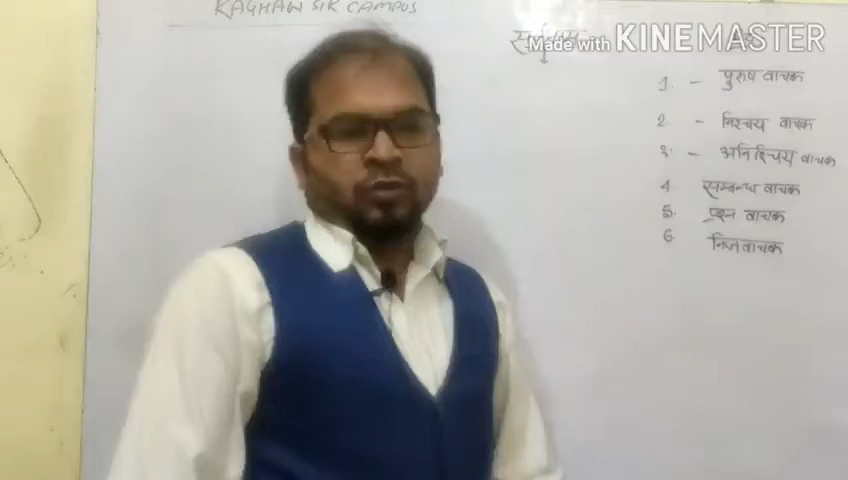 RAGHAW SIR CAMPUS
Made with KINEMASTER
1. - पुरुष वाचक
2. - निश्चय वाचक
3. - अनिश्चिय वाचक
4. सम्बन्ध वाचक
5. प्रश्न वाचक
6. निजवाचक